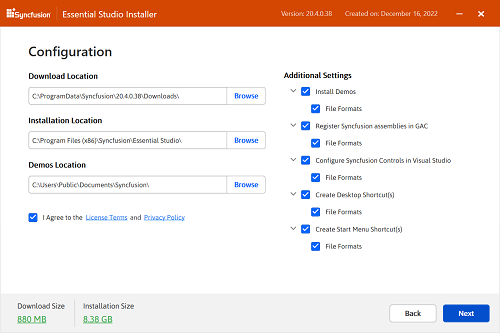 Syncfusion Essential Studio Installer Version: 20.4.0.38 Created on: December 16, 2022
Configuration
Download Location
C:\ProgramData\Syncfusion\20.4.0.38\Downloads\ Browse
Installation Location
C:\Program Files (x86)\Syncfusion\Essential Studio\ Browse
Demos Location
C:\Users\Public\Documents\Syncfusion\ Browse
I Agree to the License Terms and Privacy Policy
Additional Settings
Install Demos
File Formats
Register Syncfusion assemblies in GAC
File Formats
Configure Syncfusion Controls in Visual Studio
File Formats
Create Desktop Shortcut(s)
File Formats
Create Start Menu Shortcut(s)
File Formats
Download Size Installation Size
880 MB 8.38 GB
Back Next